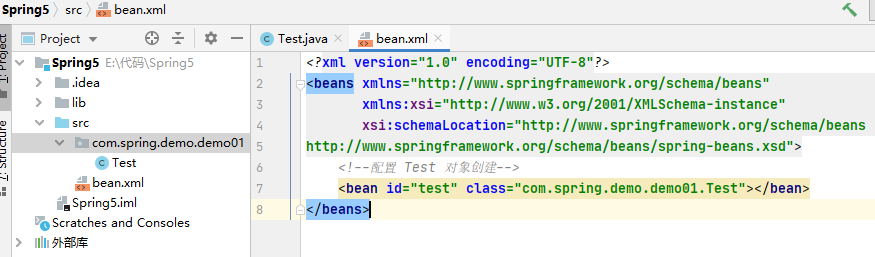 Spring5 › src › bean.xml
Project
Test.java
bean.xml
1: Project
7: Structure
Spring5 E:\代码\Spring5
.idea
lib
src
com.spring.demo.demo01
Test
bean.xml
Spring5.iml
Scratches and Consoles
外部库
1 <?xml version="1.0" encoding="UTF-8"?>
2 <beans xmlns="http://www.springframework.org/schema/beans"
3 xmlns:xsi="http://www.w3.org/2001/XMLSchema-instance"
4 xsi:schemaLocation="http://www.springframework.org/schema/beans
5 http://www.springframework.org/schema/beans/spring-beans.xsd">
6 <!--配置 Test 对象创建-->
7 <bean id="test" class="com.spring.demo.demo01.Test"></bean>
8 </beans>